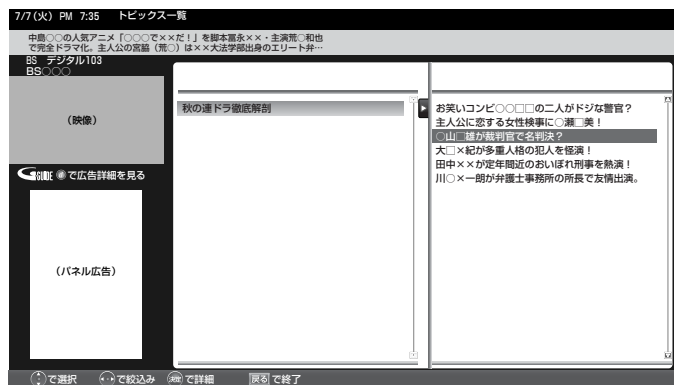 7/7(火) PM 7:35 トピックス一覧
中島○○の人気アニメ「○○○で××だ！」を脚本冨永××・主演荒○和也
で完全ドラマ化。主人公の宮脇（荒○）は××大法学部出身のエリート弁…
BS デジタル103
BS○○○
（映像）
G GUIDE で広告詳細を見る
（パネル広告）
秋の連ドラ徹底解剖
お笑いコンビ○○□□の二人がドジな警官？
主人公に恋する女性検事に○瀬□美！
○山□雄が裁判官で名判決？
大□×紀が多重人格の犯人を怪演！
田中××が定年間近のおいぼれ刑事を熱演！
川○×一朗が弁護士事務所の所長で友情出演。
で選択 で絞込み 決定 で詳細 戻る で終了